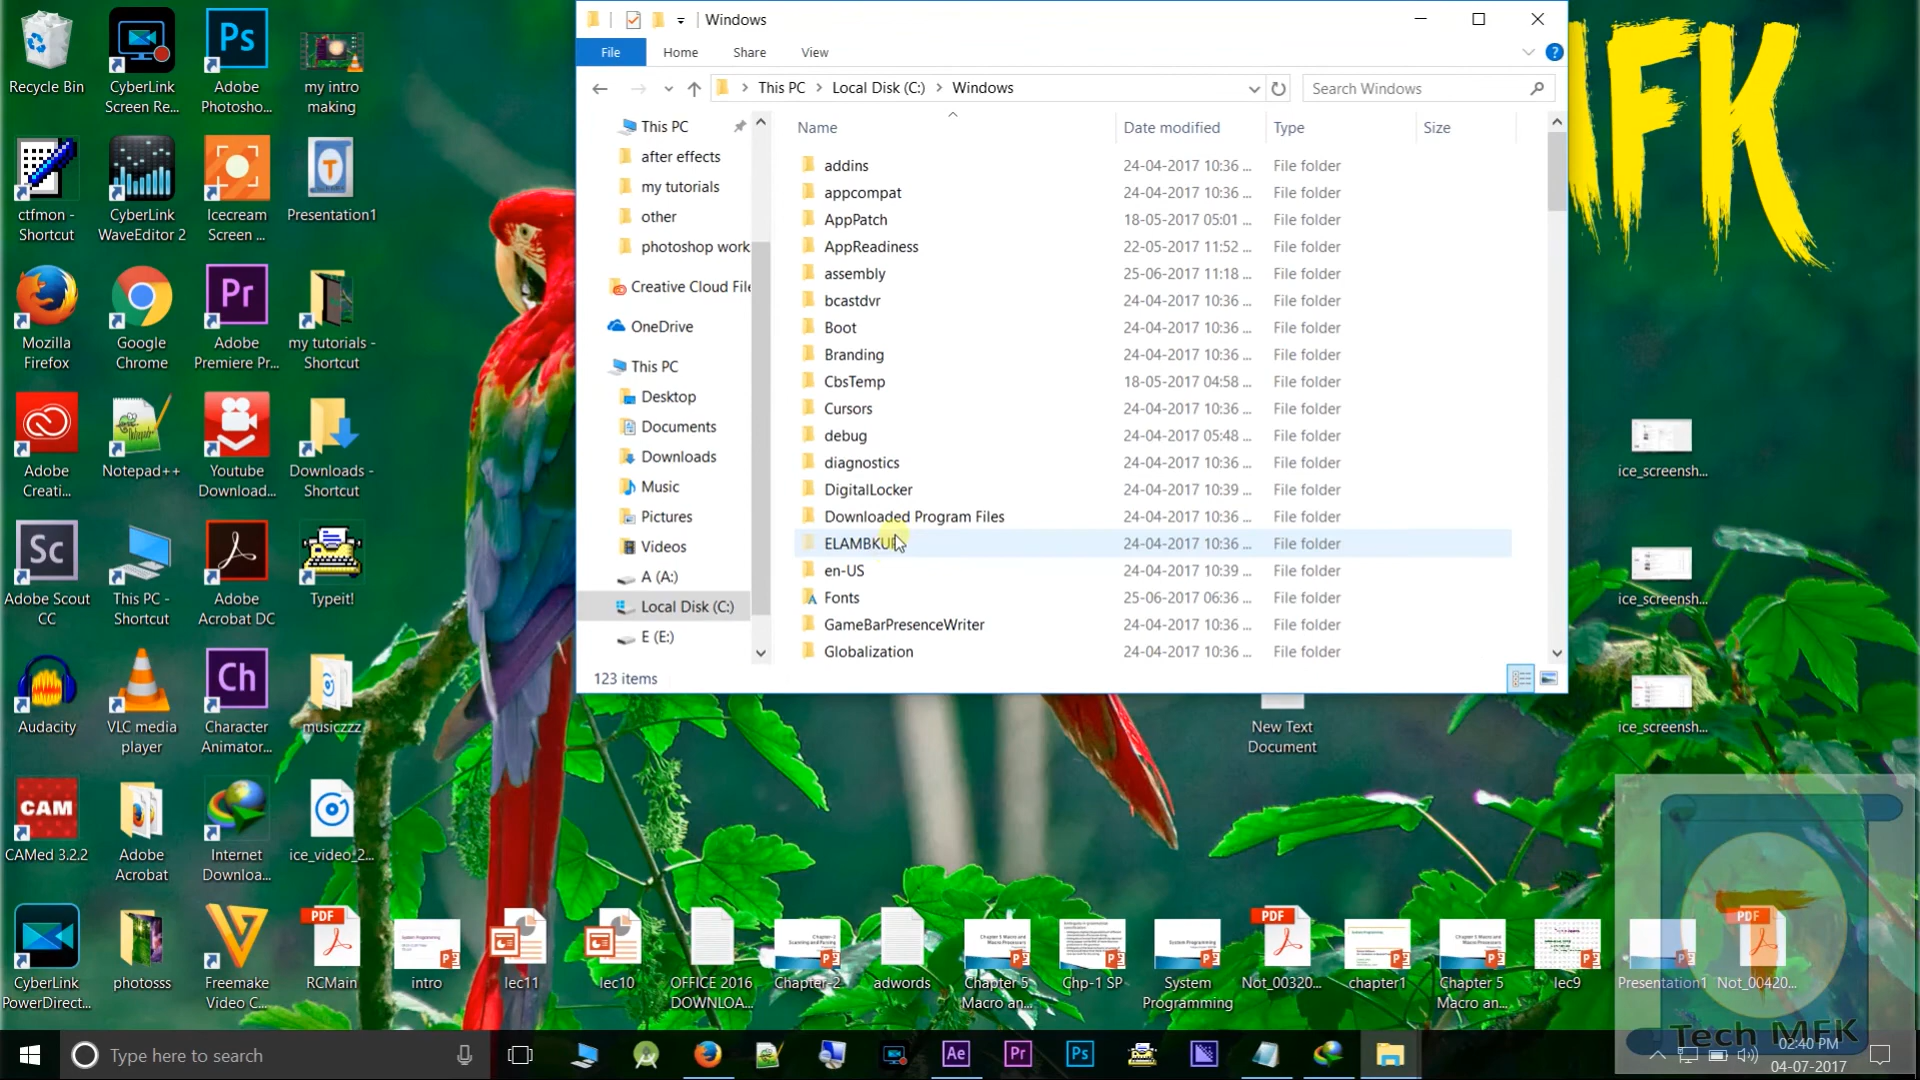 Windows
File
Home
Share
View
This PC
Local Disk (C:)
Windows
Search Windows
This PC
after effects
my tutorials
other
photoshop work
Creative Cloud File
OneDrive
This PC
Desktop
Documents
Downloads
Music
Pictures
Videos
A (A:)
Local Disk (C:)
E (E:)
Name Date modified Type Size
addins 24-04-2017 10:36 ... File folder
appcompat 24-04-2017 10:36 ... File folder
AppPatch 18-05-2017 05:01 ... File folder
AppReadiness 22-05-2017 11:52 ... File folder
assembly 25-06-2017 11:18 ... File folder
bcastdvr 24-04-2017 10:36 ... File folder
Boot 24-04-2017 10:36 ... File folder
Branding 24-04-2017 10:36 ... File folder
CbsTemp 18-05-2017 04:58 ... File folder
Cursors 24-04-2017 10:36 ... File folder
debug 24-04-2017 05:48 ... File folder
diagnostics 24-04-2017 10:36 ... File folder
DigitalLocker 24-04-2017 10:39 ... File folder
Downloaded Program Files 24-04-2017 10:36 ... File folder
ELAMBKUP 24-04-2017 10:36 ... File folder
en-US 24-04-2017 10:39 ... File folder
Fonts 25-06-2017 06:36 ... File folder
GameBarPresenceWriter 24-04-2017 10:36 ... File folder
Globalization 24-04-2017 10:36 ... File folder
123 items
Recycle Bin
CyberLink
Screen Re...
Ps
Adobe
Photosho...
my intro
making
ctfmon -
Shortcut
CyberLink
WaveEditor 2
Icecream
Screen ...
T
Presentation1
Mozilla
Firefox
Google
Chrome
Pr
Adobe
Premiere Pr...
my tutorials -
Shortcut
Adobe
Creati...
Notepad++
Youtube
Download...
Downloads -
Shortcut
Sc
Adobe Scout
CC
This PC -
Shortcut
Adobe
Acrobat DC
Typeit!
Audacity
VLC media
player
Ch
Character
Animator...
musiczzz
CAM
CAMed 3.2.2
Adobe
Acrobat
Internet
Downloa...
ice_video_2...
CyberLink
PowerDirect...
photosss
Freemake
Video C...
PDF
RCMain
intro
lec11
lec10
OFFICE 2016
DOWNLOA...
Chapter-2
adwords
Chapter 5
Macro an...
Chp-1 SP
System
Programming
PDF
Not_00320...
chapter1
Chapter 5
Macro an...
lec9
Presentation1
PDF
Not_00420...
New Text
Document
ice_screensh...
ice_screensh...
ice_screensh...
MFK
Tech MFK
Type here to search
Ae
Pr
Ps
02:40 PM
04-07-2017